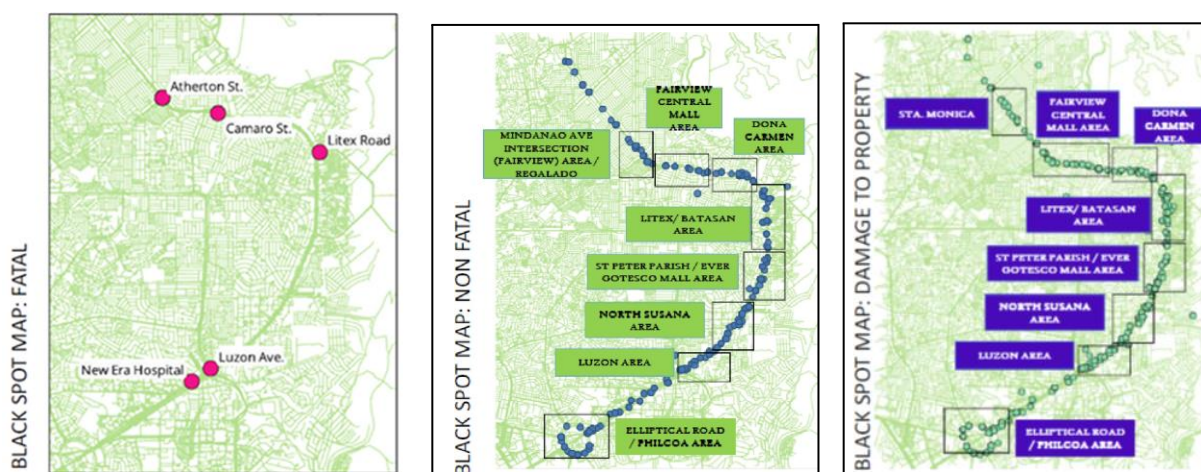 BLACK SPOT MAP: FATAL
Atherton St.
Camaro St.
Litex Road
Luzon Ave.
New Era Hospital
BLACK SPOT MAP: NON FATAL
FAIRVIEW
CENTRAL
MALL
AREA
DONA
CARMEN
AREA
MINDANAO AVE
INTERSECTION
(FAIRVIEW) AREA /
REGALADO
LITEX/ BATASAN
AREA
ST PETER PARISH / EVER
GOTESCO MALL AREA
NORTH SUSANA
AREA
LUZON AREA
ELLIPTICAL ROAD
/ PHILCOA AREA
BLACK SPOT MAP: DAMAGE TO PROPERTY
STA. MONICA
FAIRVIEW
CENTRAL
MALL AREA
DONA
CARMEN
AREA
LITEX/ BATASAN
AREA
ST PETER PARISH / EVER
GOTESCO MALL AREA
NORTH SUSANA
AREA
LUZON AREA
ELLIPTICAL ROAD
/ PHILCOA AREA